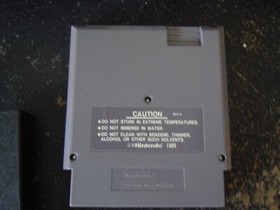 CAUTION
• DO NOT STORE IN EXTREME TEMPERATURES.
• DO NOT IMMERSE IN WATER.
• DO NOT CLEAN WITH BENZENE, THINNER,
ALCOHOL OR OTHER SUCH SOLVENTS.
©Nintendo 1985